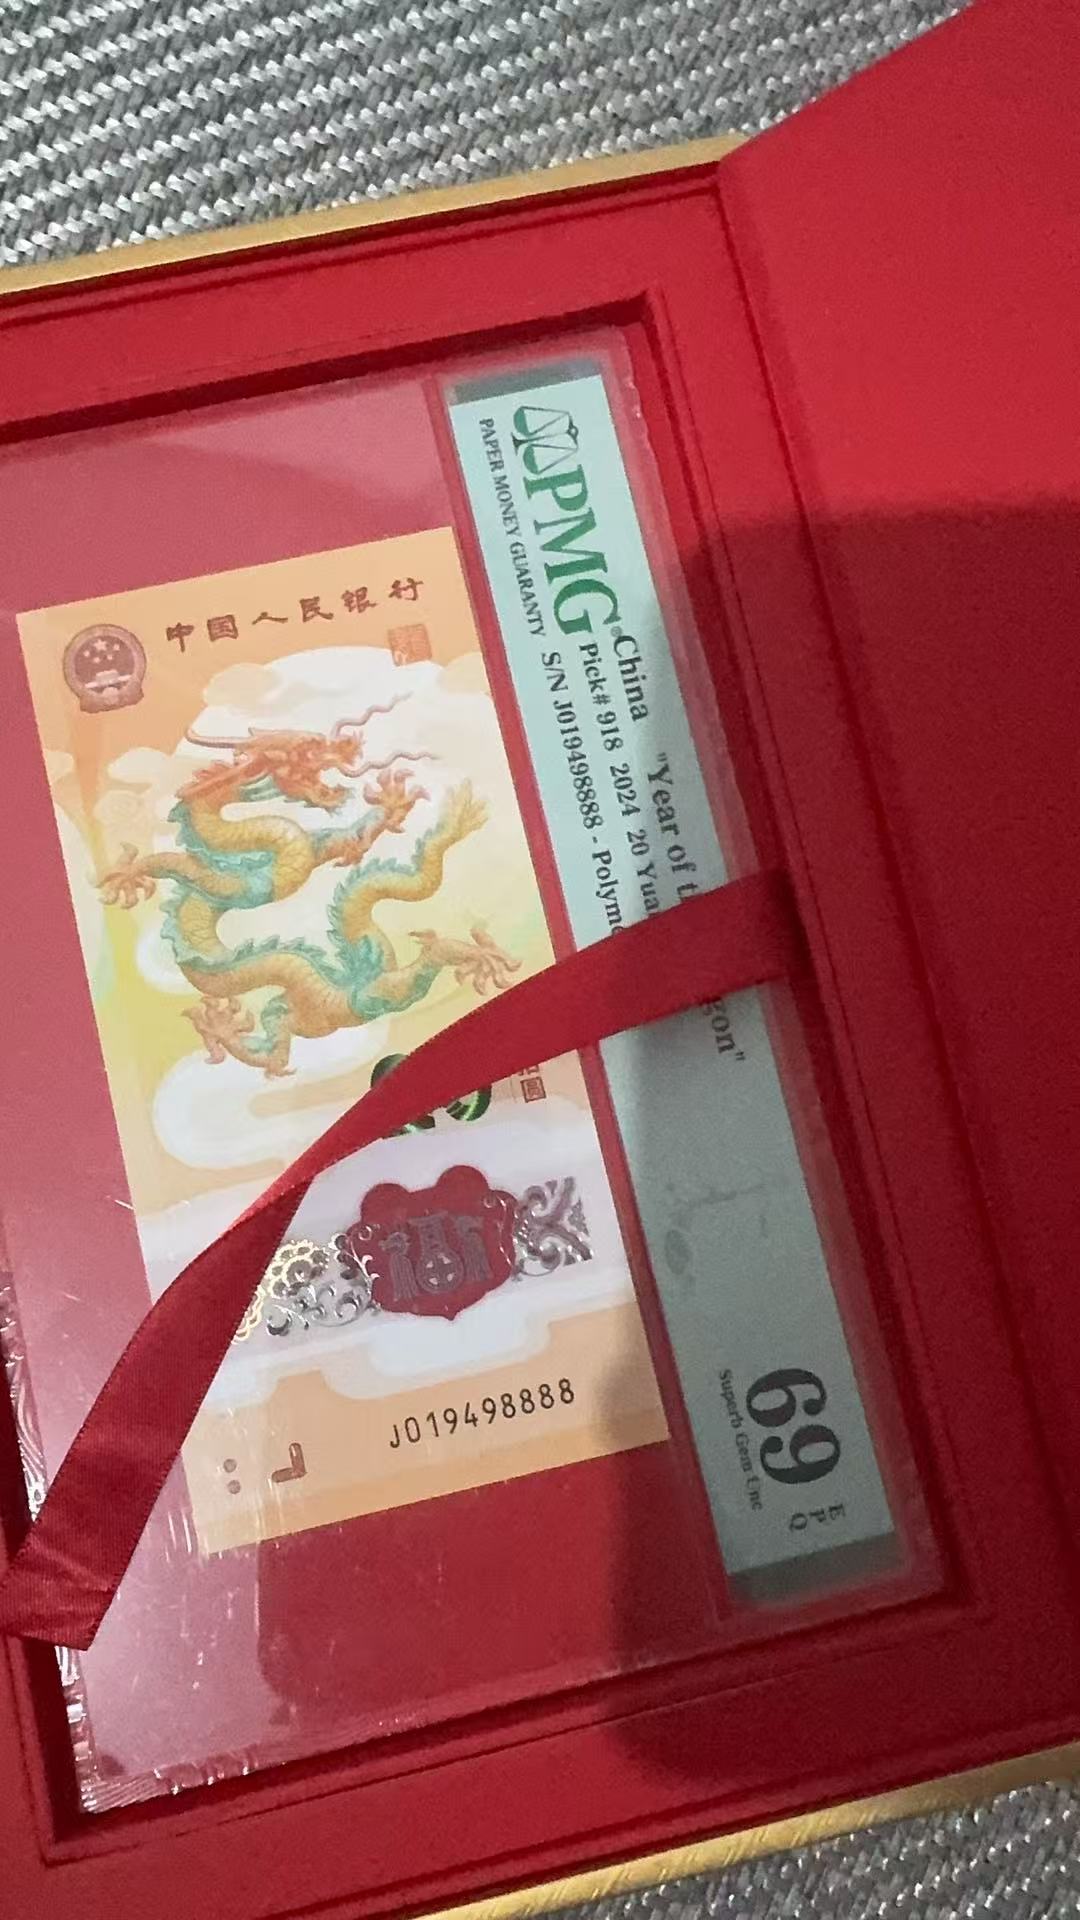 中国人民银行
J019498888
PMG
PAPER MONEY GUARANTY
China "Year of t
gon"
Pick# 918 2024 20 Yua
S/N J019498888 - Polym
69 EPQ
Superb Gem Unc